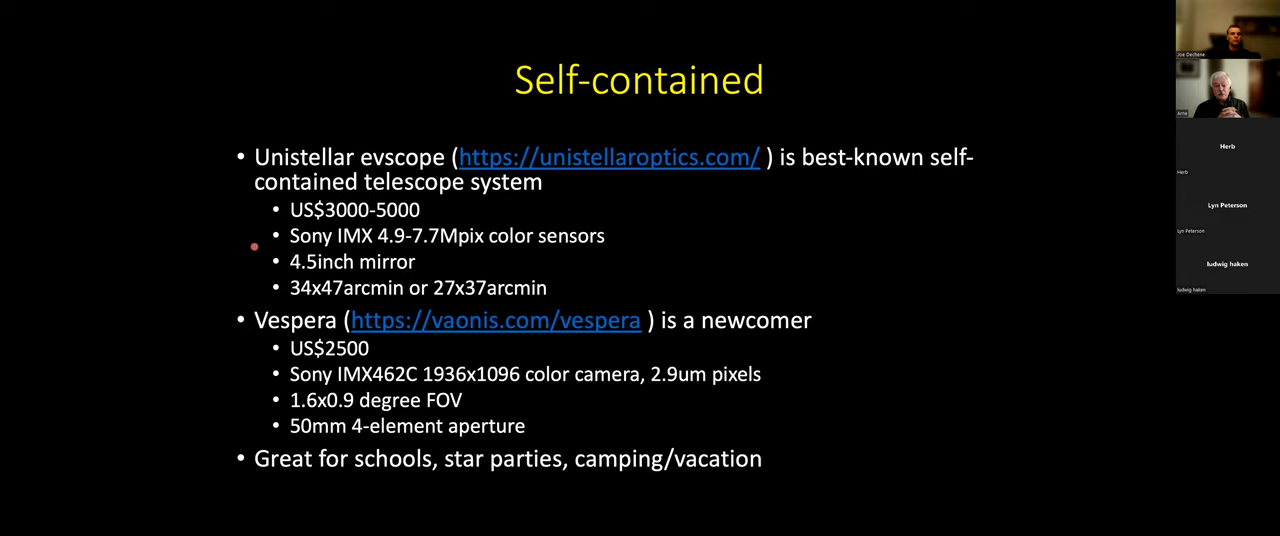 Self-contained
• Unistellar evscope (https://unistellaroptics.com/ ) is best-known self-
contained telescope system
• US$3000-5000
• Sony IMX 4.9-7.7Mpix color sensors
• 4.5inch mirror
• 34x47arcmin or 27x37arcmin
• Vespera (https://vaonis.com/vespera ) is a newcomer
• US$2500
• Sony IMX462C 1936x1096 color camera, 2.9um pixels
• 1.6x0.9 degree FOV
• 50mm 4-element aperture
• Great for schools, star parties, camping/vacation
Joe Dechene
Arne
Herb
Herb
Lyn Peterson
Lyn Peterson
ludwig haken
ludwig haken